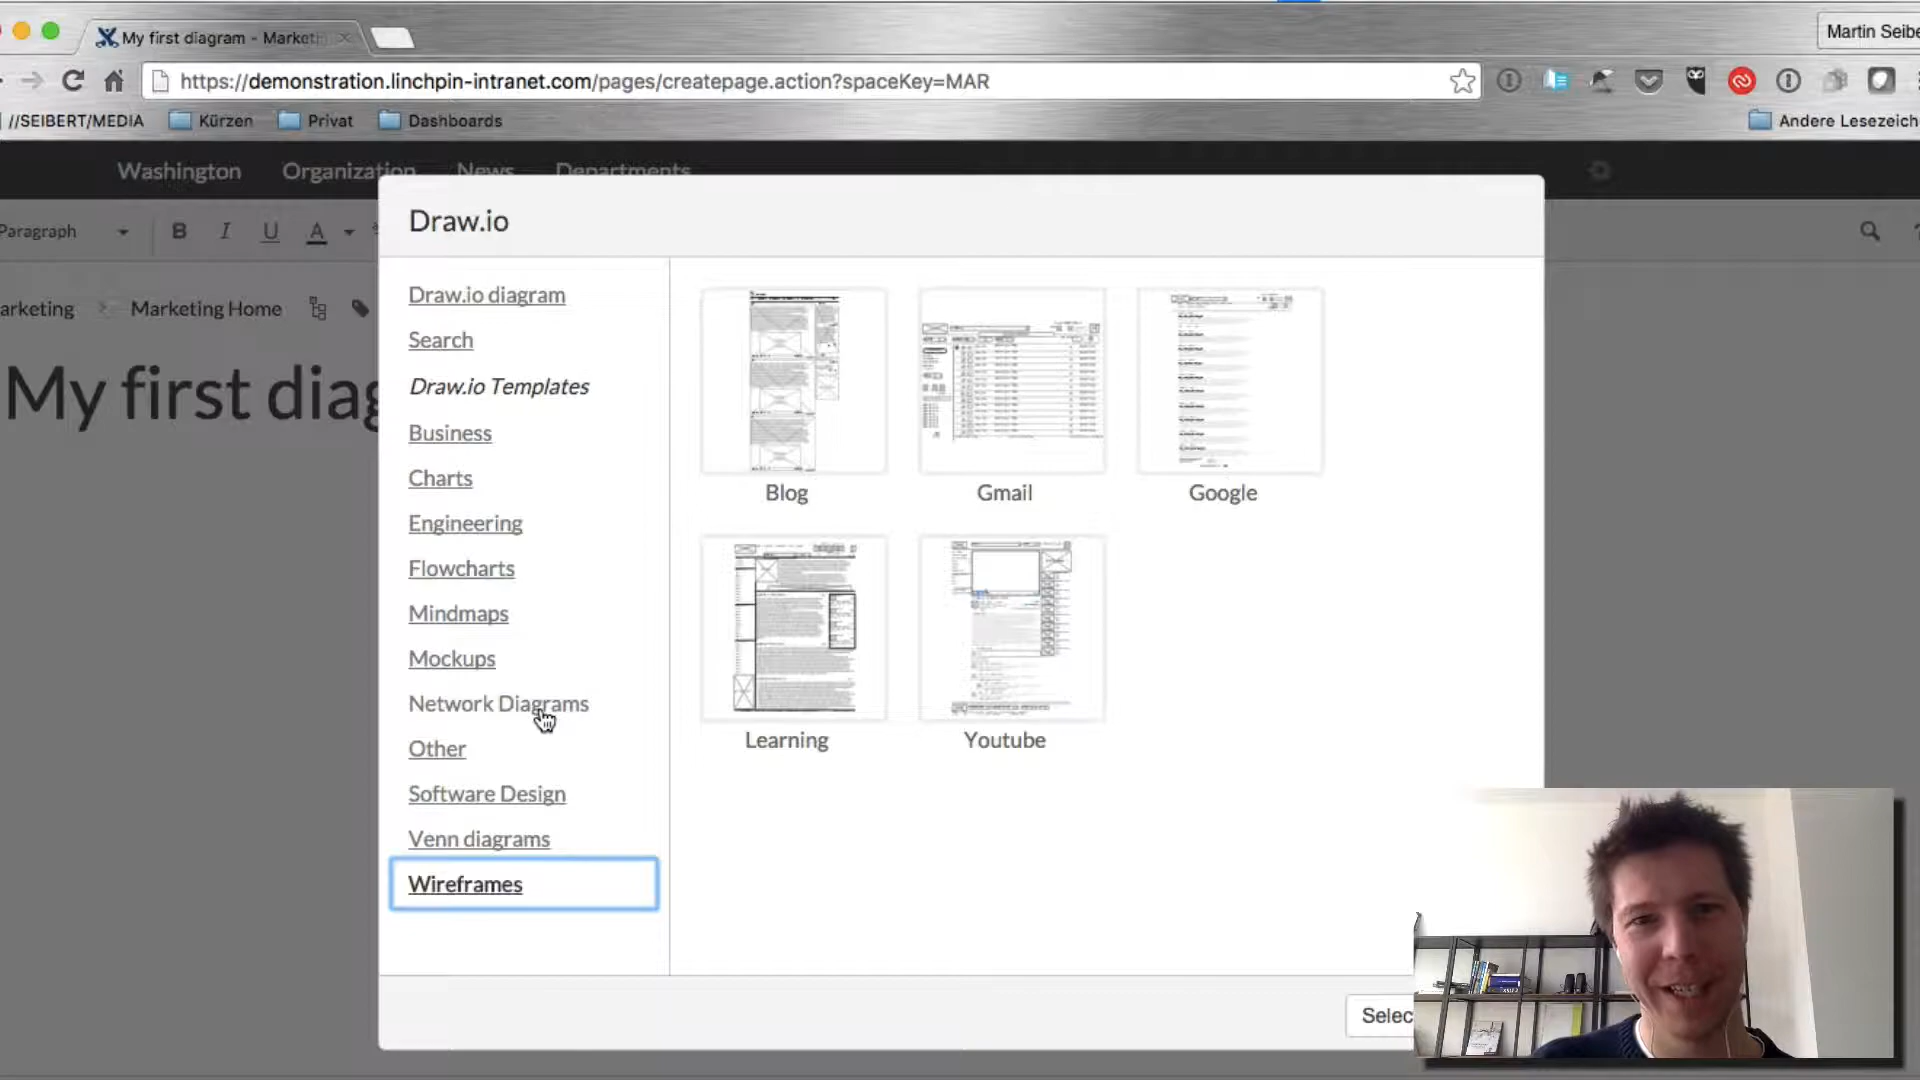 My first diagram - Marketi
Martin Seibe
https://demonstration.linchpin-intranet.com/pages/createpage.action?spaceKey=MAR
//SEIBERT/MEDIA
Kürzen
Privat
Dashboards
Andere Lesezeich
Washington
Organization
News
Departments
Paragraph
B I U A
arketing > Marketing Home
My first diag
Draw.io
Draw.io diagram
Search
Draw.io Templates
Business
Charts
Engineering
Flowcharts
Mindmaps
Mockups
Network Diagrams
Other
Software Design
Venn diagrams
Wireframes
Blog
Gmail
Google
Learning
Youtube
Selec